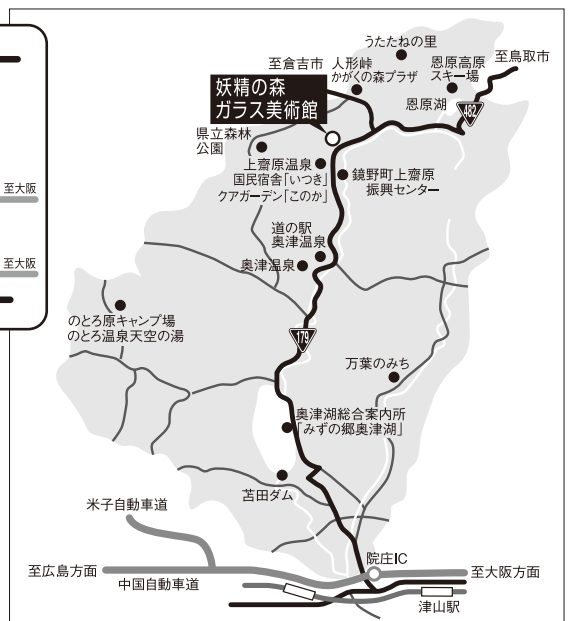 至大阪
至大阪
うたたねの里
至倉吉市
人形峠
かがくの森プラザ
恩原高原
スキー場
至鳥取市
妖精の森
ガラス美術館
恩原湖
482
県立森林
公園
上齋原温泉
国民宿舎「いつき」
クアガーデン「このか」
鏡野町上齋原
振興センター
道の駅
奥津温泉
奥津温泉
のとろ原キャンプ場
のとろ温泉天空の湯
179
万葉のみち
奥津湖総合案内所
「みずの郷奥津湖」
苫田ダム
米子自動車道
院庄IC
至広島方面
至大阪方面
中国自動車道
津山駅